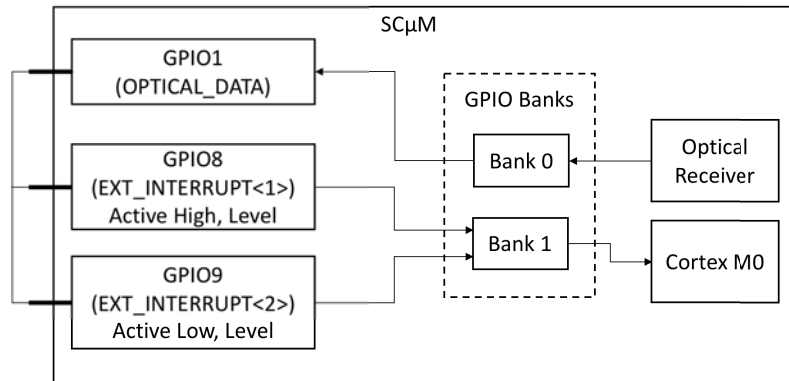 SCμM
GPIO1
(OPTICAL_DATA)
GPIO8
(EXT_INTERRUPT<1>)
Active High, Level
GPIO9
(EXT_INTERRUPT<2>)
Active Low, Level
GPIO Banks
Bank 0
Bank 1
Optical
Receiver
Cortex M0